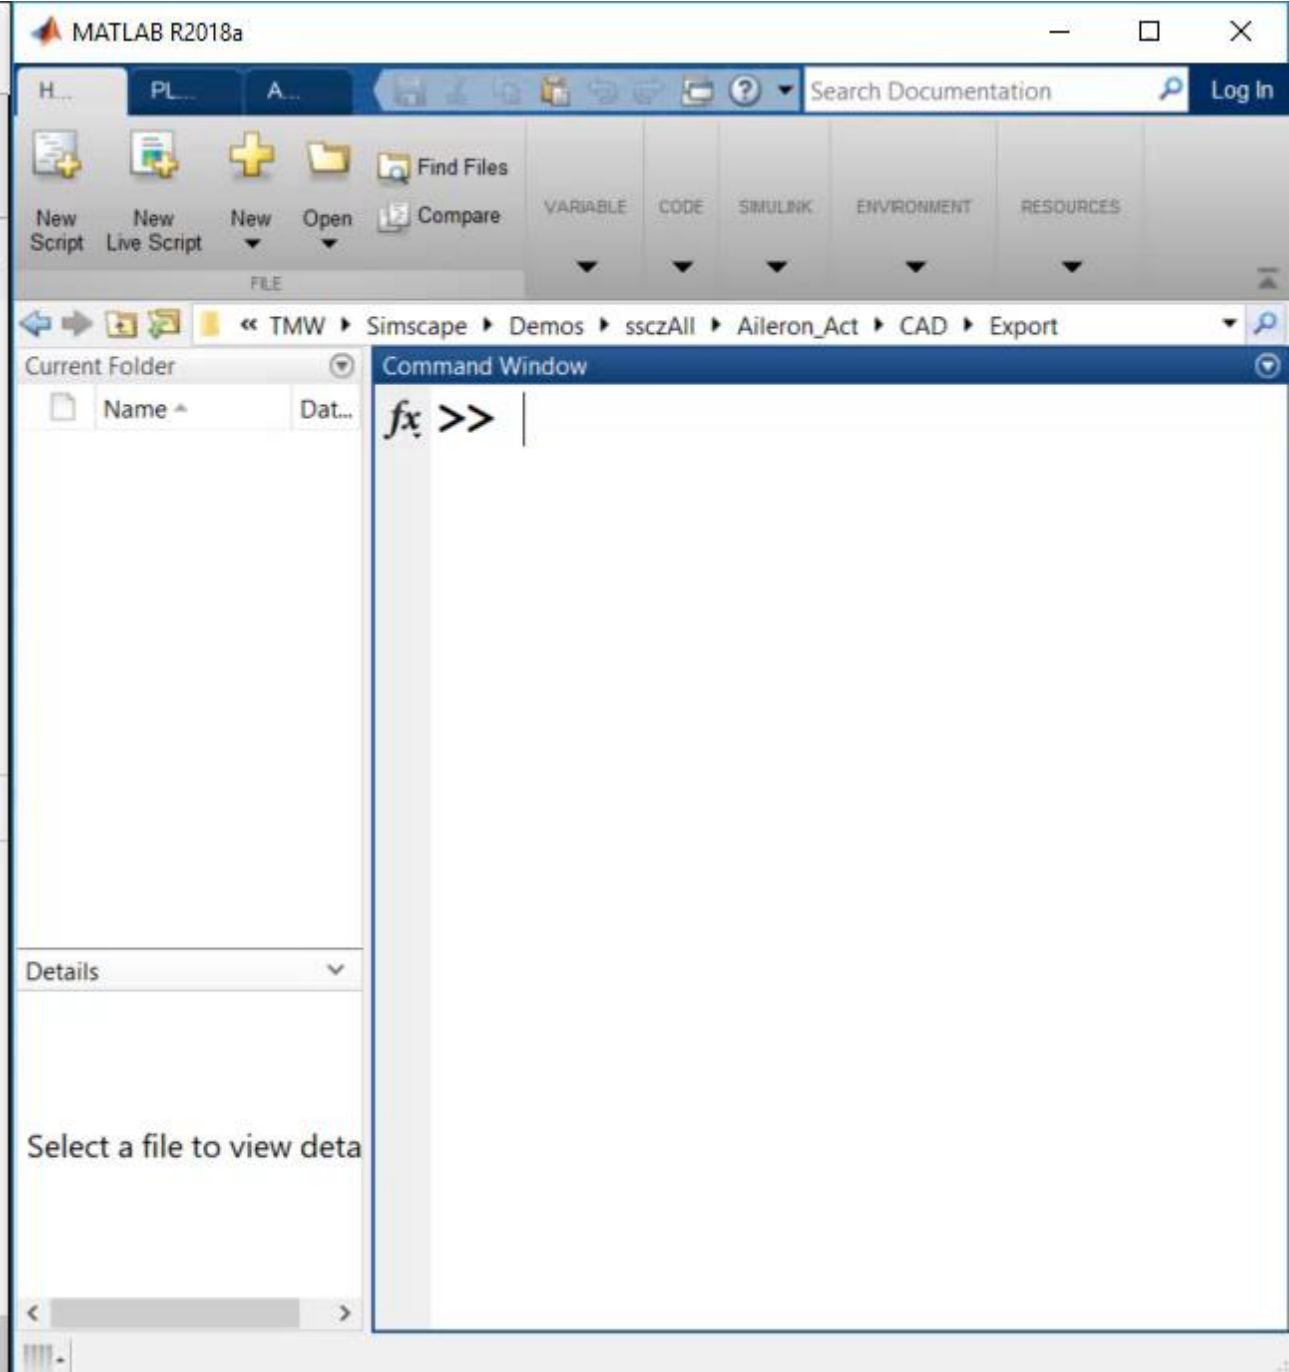 MATLAB R2018a
H... PL... A... Search Documentation Log In
New Script
New Live Script
New
Open
Find Files
Compare
FILE
VARIABLE CODE SIMULINK ENVIRONMENT RESOURCES
« TMW Simscape Demos ssczAll Aileron_Act CAD Export
Current Folder
Name Dat...
Command Window
fx >>
Details
Select a file to view deta